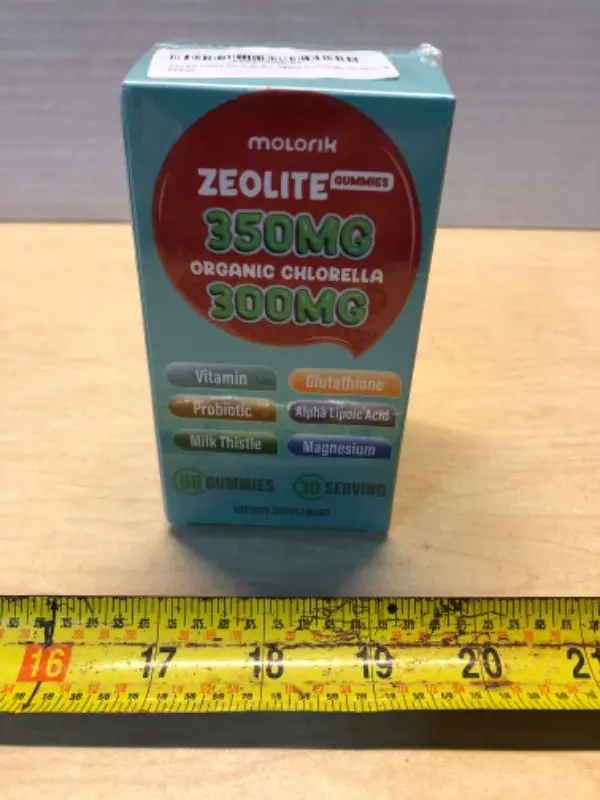 molorik
ZEOLITE GUMMIES
350MG
ORGANIC CHLORELLA
300MG
Vitamin Glutathione
Probiotic Alpha Lipoic Acid
Milk Thistle Magnesium
60 GUMMIES 30 SERVING
DIETARY SUPPLEMENT
16 17 18 19 20